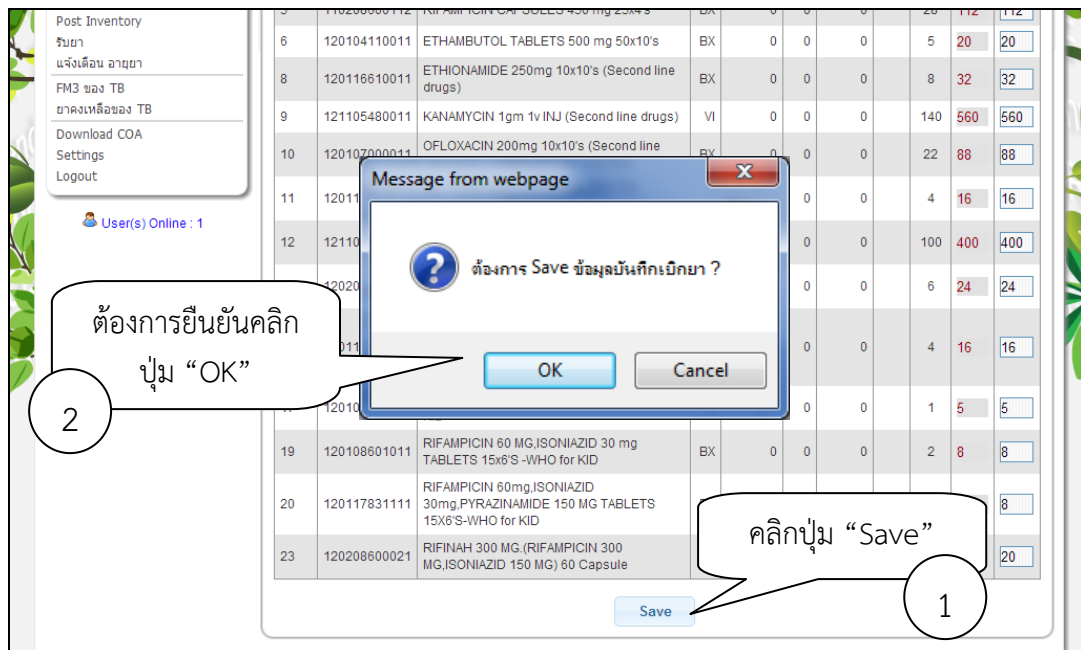 Post Inventory
รับยา
แจ้งเตือน อายุยา
FM3 ของ TB
ยาคงเหลือของ TB
Download COA
Settings
Logout
User(s) Online : 1
6 120104110011 ETHAMBUTOL TABLETS 500 mg 50x10's BX 0 0 0 5 20 20
8 120116610011 ETHIONAMIDE 250mg 10x10's (Second line drugs) BX 0 0 0 8 32 32
9 121105480011 KANAMYCIN 1gm 1v INJ (Second line drugs) VI 0 0 0 140 560 560
10 120107000011 OFLOXACIN 200mg 10x10's (Second line BX 0 0 0 22 88 88
11 12011 0 0 4 16 16
12 12110 0 0 100 400 400
0 0 6 24 24
0 0 4 16 16
0 0 1 5 5
19 120108601011 RIFAMPICIN 60 MG,ISONIAZID 30 mg TABLETS 15x6'S -WHO for KID BX 0 0 0 2 8 8
20 120117831111 RIFAMPICIN 60mg,ISONIAZID 30mg,PYRAZINAMIDE 150 MG TABLETS 15X6'S-WHO for KID 8
23 120208600021 RIFINAH 300 MG.(RIFAMPICIN 300 MG,ISONIAZID 150 MG) 60 Capsule 20
Save
Message from webpage
ต้องการ Save ข้อมูลบันทึกเบิกยา ?
OK Cancel
ต้องการยืนยันคลิก
ปุ่ม “OK”
2
คลิกปุ่ม “Save”
1